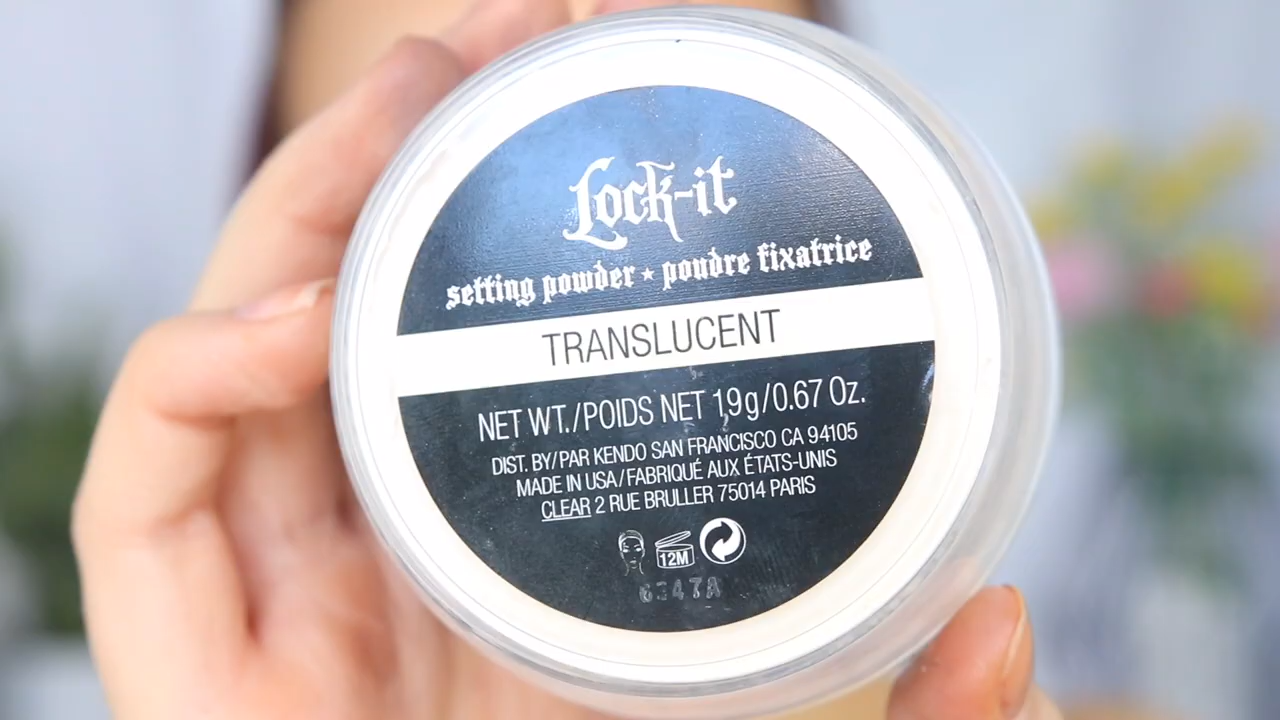 Lock-it
setting powder ★ poudre fixatrice
TRANSLUCENT
NET WT./POIDS NET 19g/0.67 Oz.
DIST. BY/PAR KENDO SAN FRANCISCO CA 94105
MADE IN USA/FABRIQUÉ AUX ÉTATS-UNIS
CLEAR 2 RUE BRULLER 75014 PARIS
12M
6347A